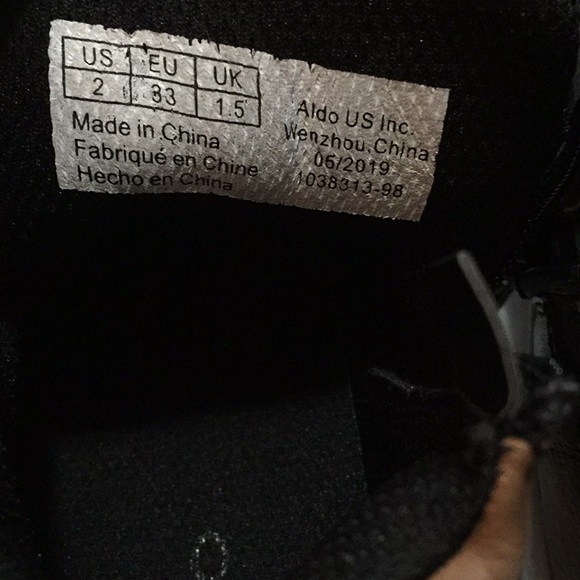 US EU UK
2 33 1.5
Made in China
Fabriqué en Chine
Hecho en China
Aldo US Inc.
Wenzhou,China
06/2019
1038313-98